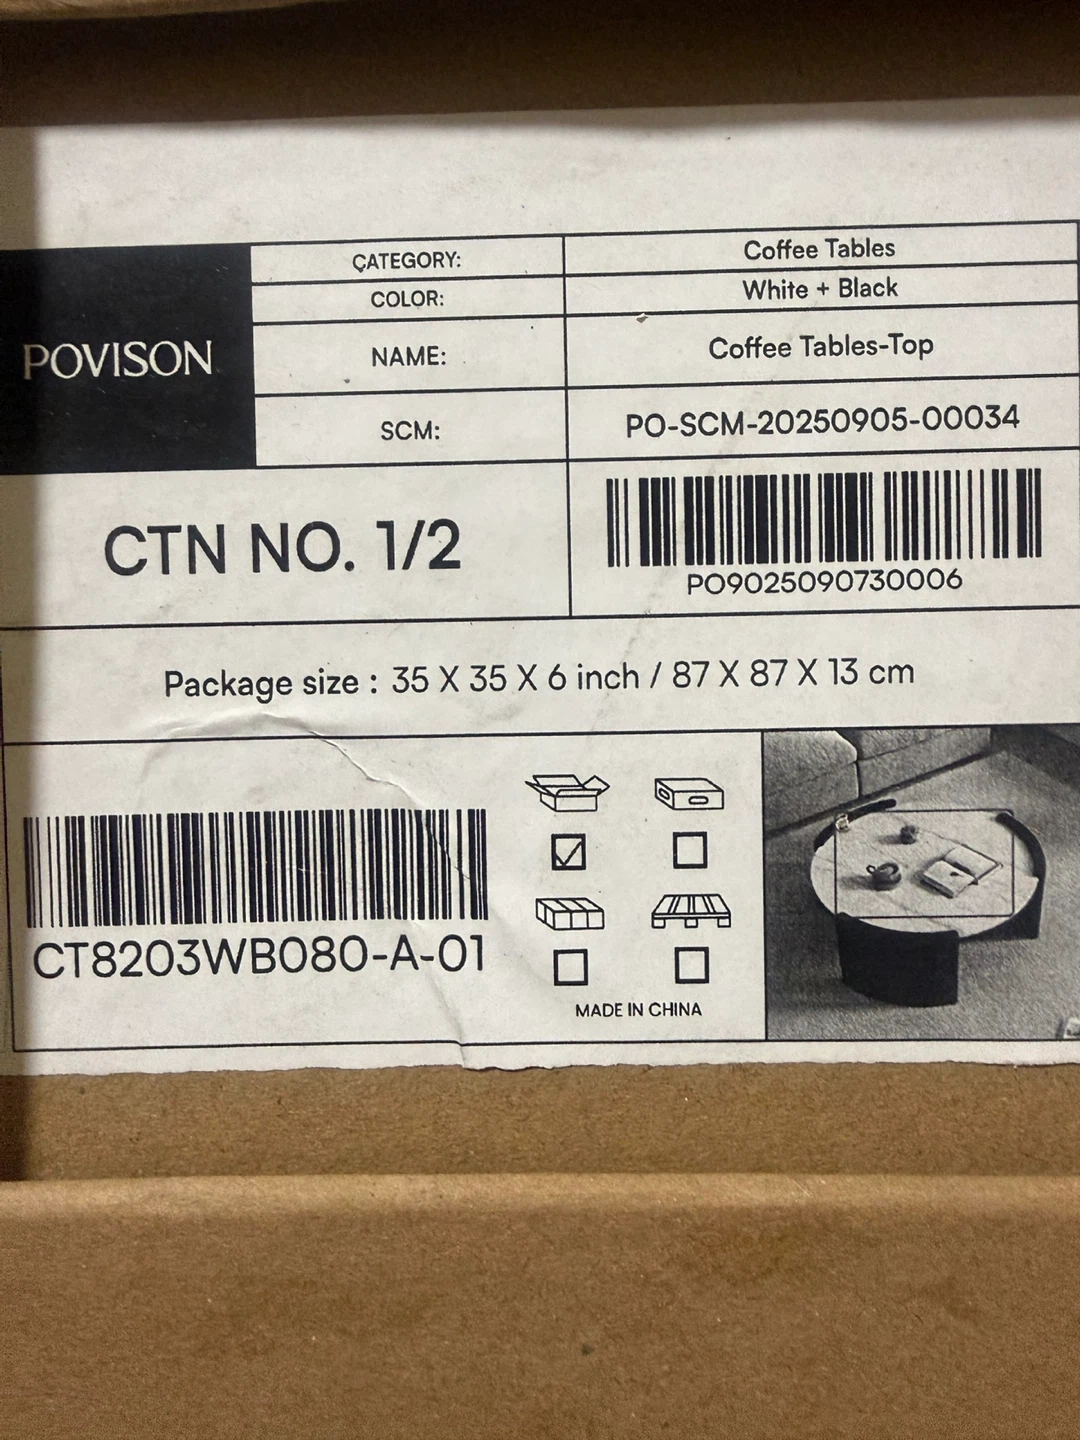 POVISON
CATEGORY: Coffee Tables
COLOR: White + Black
NAME: Coffee Tables-Top
SCM: PO-SCM-20250905-00034
CTN NO. 1/2
PO9025090730006
Package size : 35 X 35 X 6 inch / 87 X 87 X 13 cm
CT8203WB080-A-01
MADE IN CHINA